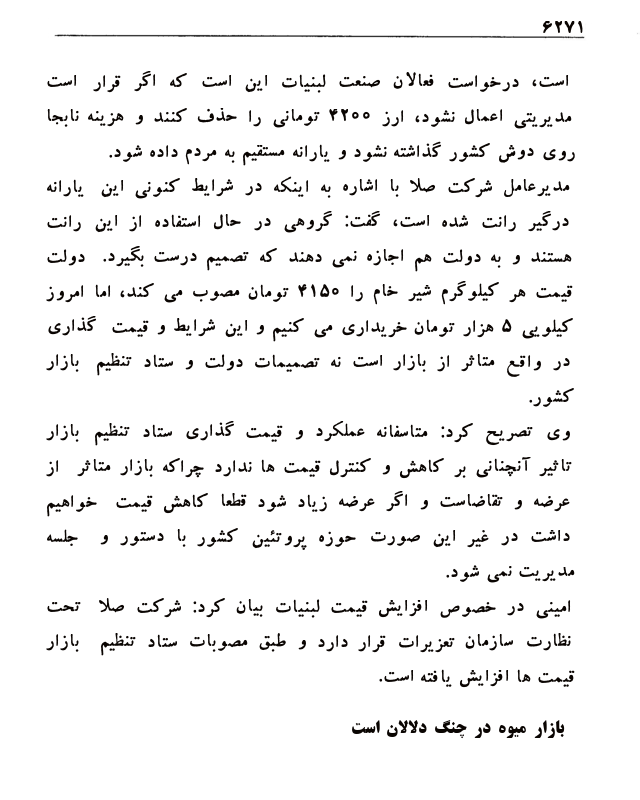 ۶۲۷۱
است، درخواست فعالان صنعت لبنیات این است که اگر قرار است
مدیریتی اعمال نشود، ارز ۴۲۰۰ تومانی را حذف کنند و هزینه نابجا
روی دوش کشور گذاشته نشود و یارانه مستقیم به مردم داده شود.
مدیرعامل شرکت صلا با اشاره به اینکه در شرایط کنونی این یارانه
درگیر رانت شده است، گفت: گروهی در حال استفاده از این رانت
هستند و به دولت هم اجازه نمی دهند که تصمیم درست بگیرد. دولت
قیمت هر کیلوگرم شیر خام را ۴۱۵۰ تومان مصوب می کند، اما امروز
کیلویی ۵ هزار تومان خریداری می کنیم و این شرایط و قیمت گذاری
در واقع متاثر از بازار است نه تصمیمات دولت و ستاد تنظیم بازار
کشور.
وی تصریح کرد: متاسفانه عملکرد و قیمت گذاری ستاد تنظیم بازار
تاثیر آنچنانی بر کاهش و کنترل قیمت ها ندارد چراکه بازار متاثر از
عرضه و تقاضاست و اگر عرضه زیاد شود قطعا کاهش قیمت خواهیم
داشت در غیر این صورت حوزه پروتئین کشور با دستور و جلسه
مدیریت نمی شود.
امینی در خصوص افزایش قیمت لبنیات بیان کرد: شرکت صلا تحت
نظارت سازمان تعزیرات قرار دارد و طبق مصوبات ستاد تنظیم بازار
قیمت ها افزایش یافته است.
بازار میوه در چنگ دلالان است